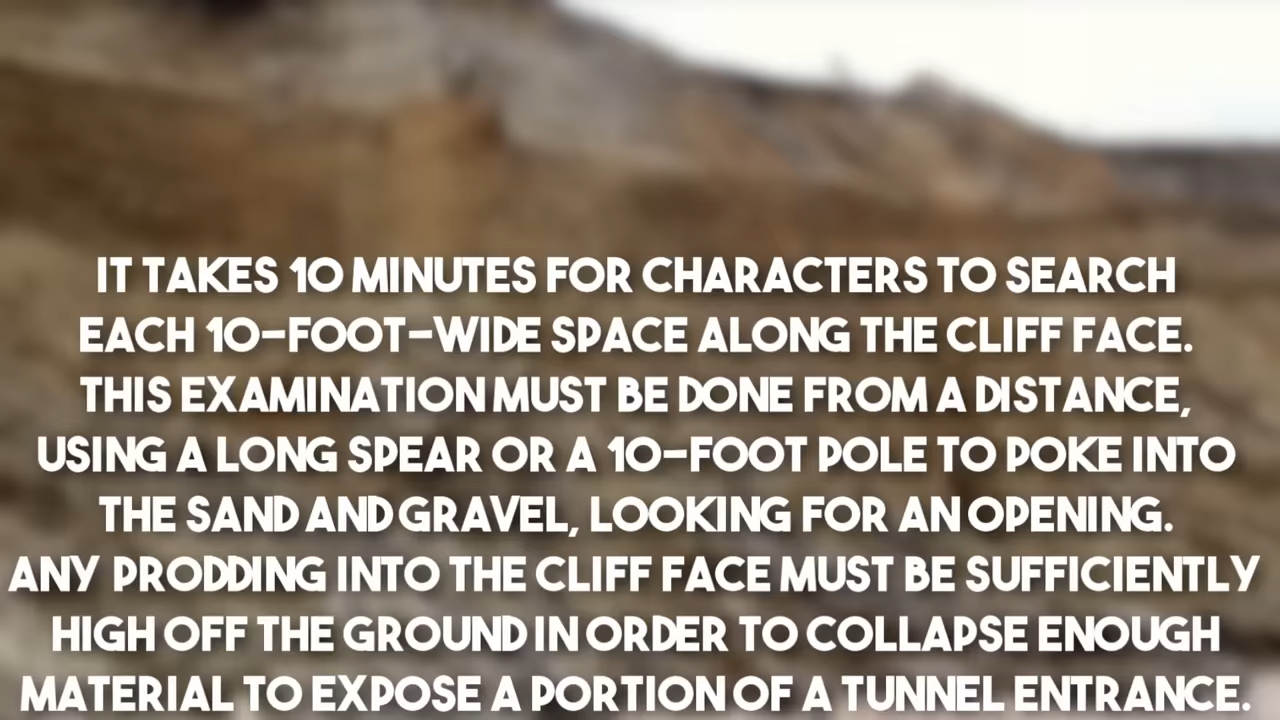 IT TAKES 10 MINUTES FOR CHARACTERS TO SEARCH
EACH 10-FOOT-WIDE SPACE ALONG THE CLIFF FACE.
THIS EXAMINATION MUST BE DONE FROM A DISTANCE,
USING A LONG SPEAR OR A 10-FOOT POLE TO POKE INTO
THE SAND AND GRAVEL, LOOKING FOR AN OPENING.
ANY PRODDING INTO THE CLIFF FACE MUST BE SUFFICIENTLY
HIGH OFF THE GROUND IN ORDER TO COLLAPSE ENOUGH
MATERIAL TO EXPOSE A PORTION OF A TUNNEL ENTRANCE.